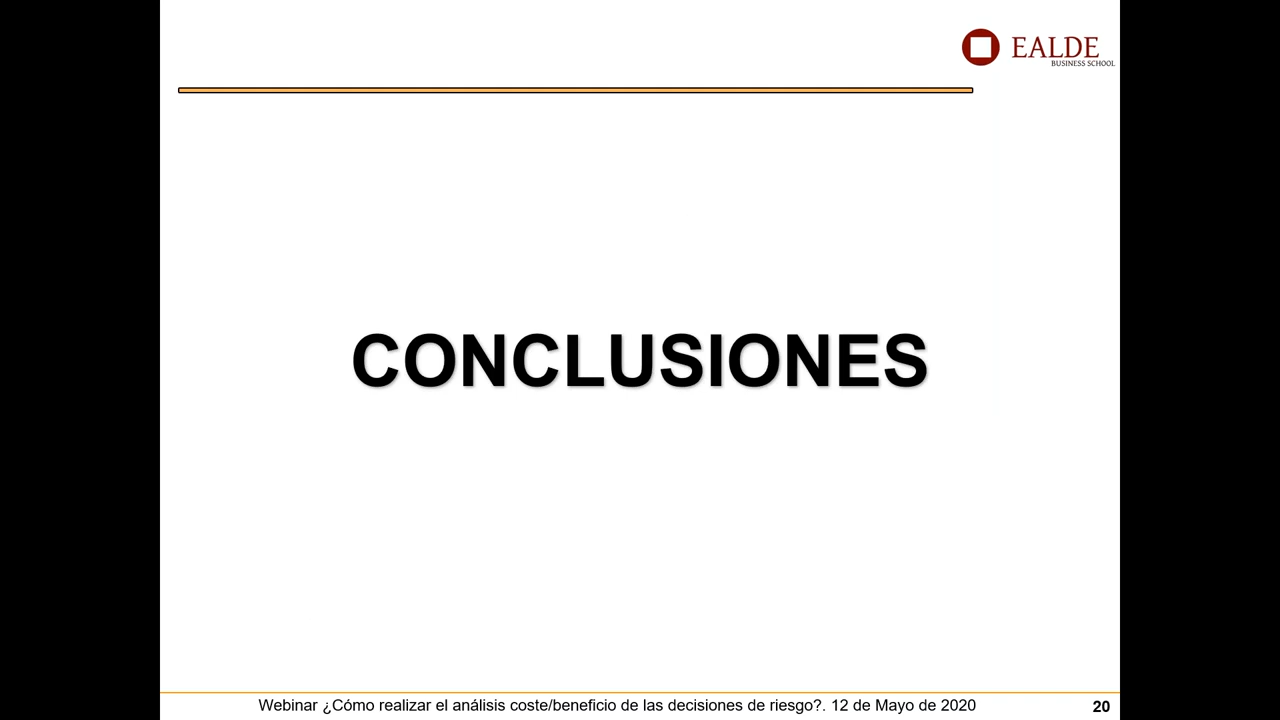 EALDE
BUSINESS SCHOOL
CONCLUSIONES
Webinar ¿Cómo realizar el análisis coste/beneficio de las decisiones de riesgo?. 12 de Mayo de 2020
20